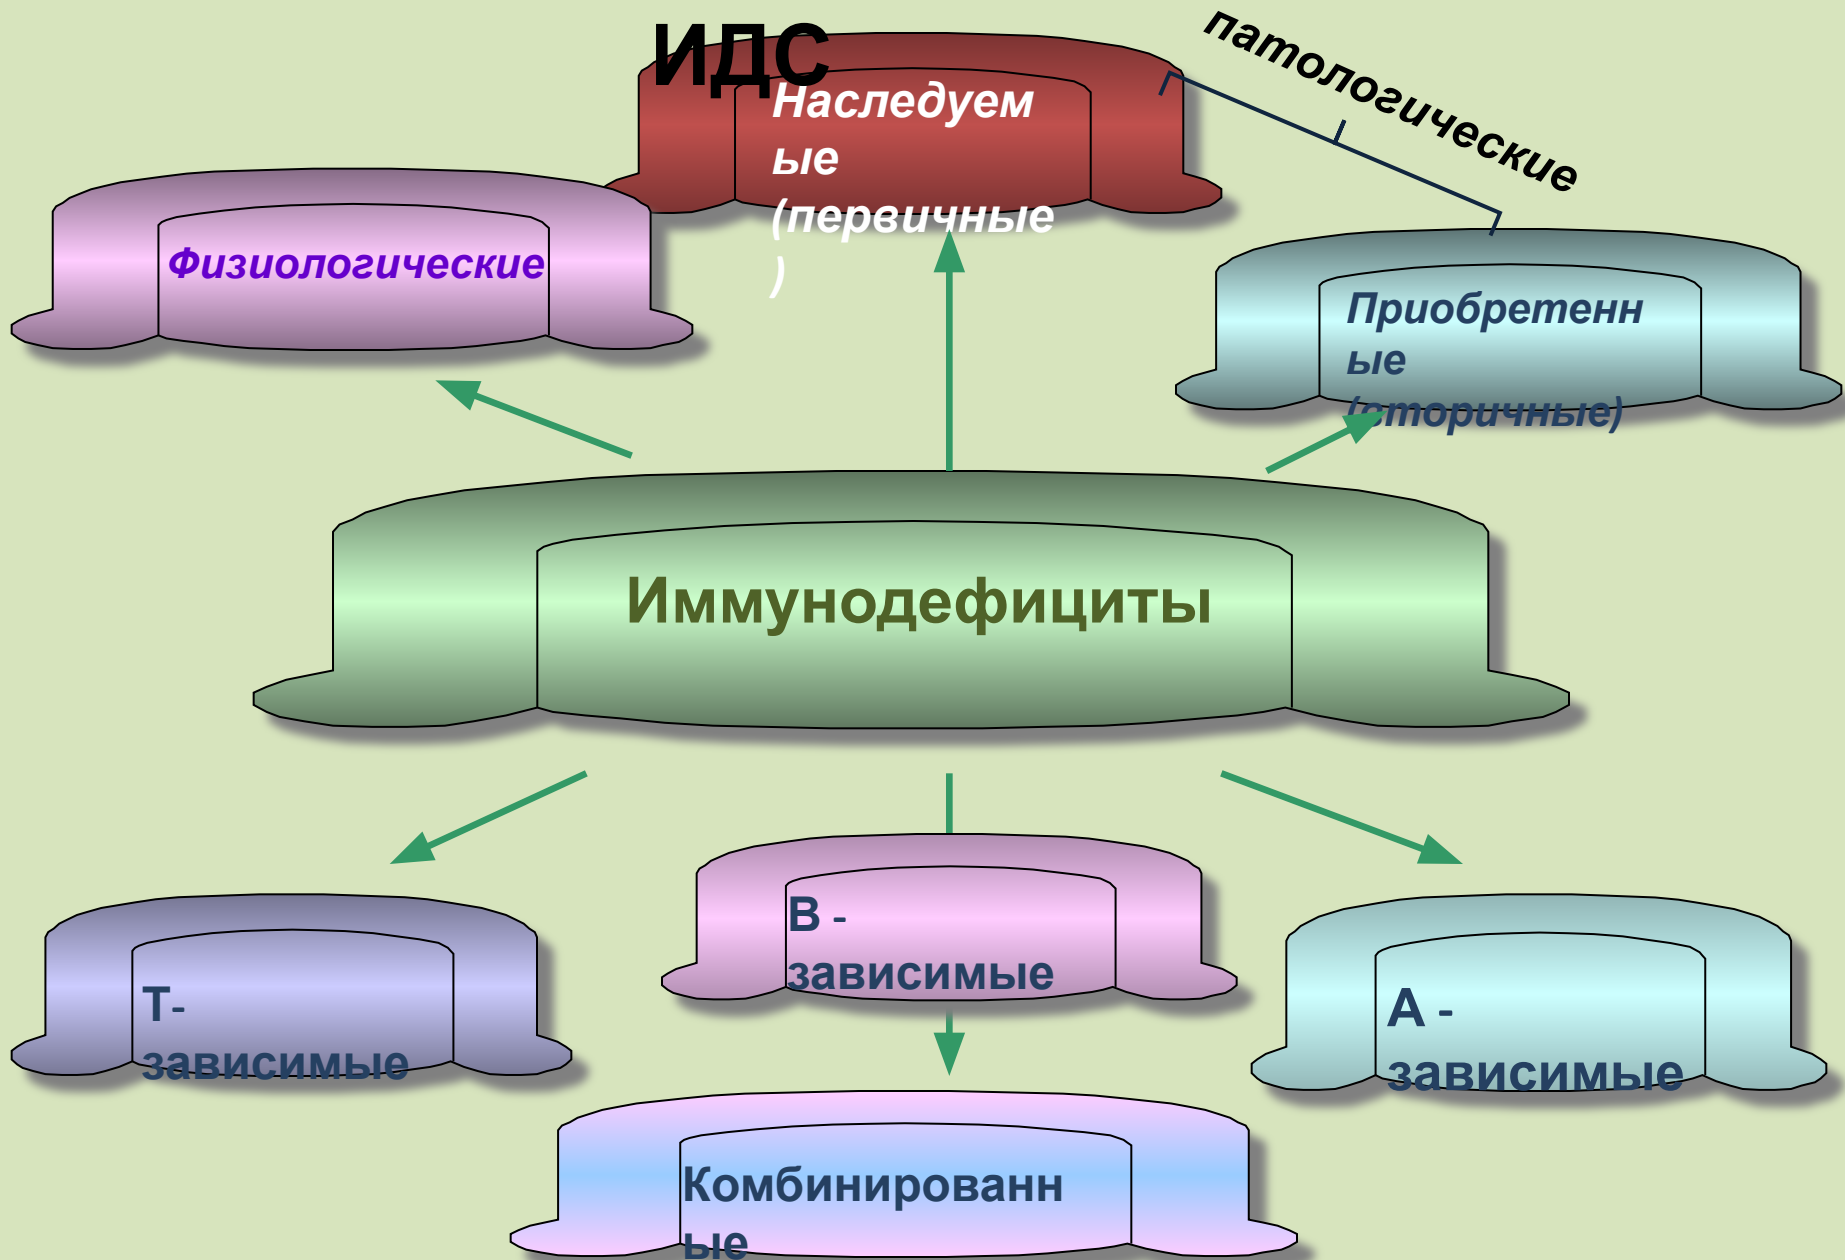 ИДС
патологические
Наследуем
ые
(первичные
)
Физиологические
Приобретенн
ые
(вторичные)
Иммунодефициты
В -
зависимые
Т-
зависимые
А -
зависимые
Комбинированн
ые